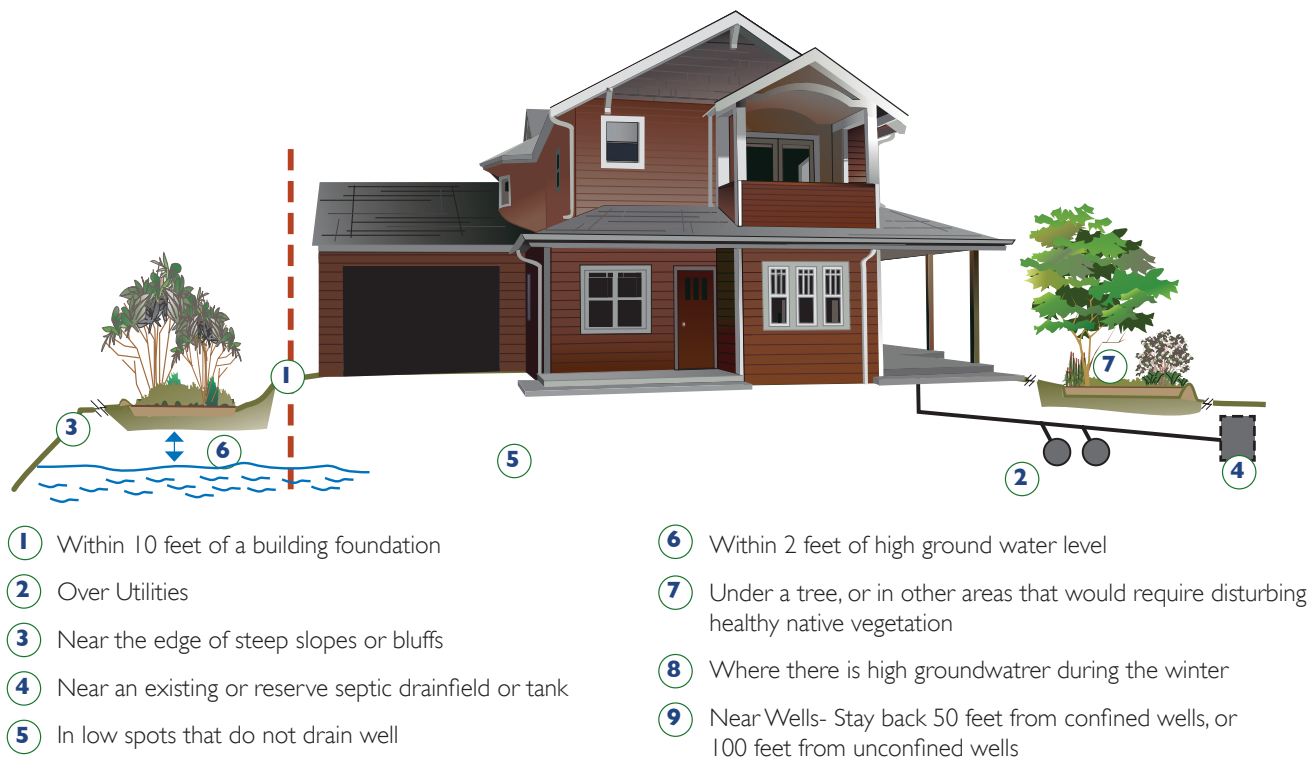 1
3
6
5
7
2
4
1 Within 10 feet of a building foundation
2 Over Utilities
3 Near the edge of steep slopes or bluffs
4 Near an existing or reserve septic drainfield or tank
5 In low spots that do not drain well
6 Within 2 feet of high ground water level
7 Under a tree, or in other areas that would require disturbing
healthy native vegetation
8 Where there is high groundwatrer during the winter
9 Near Wells- Stay back 50 feet from confined wells, or
100 feet from unconfined wells